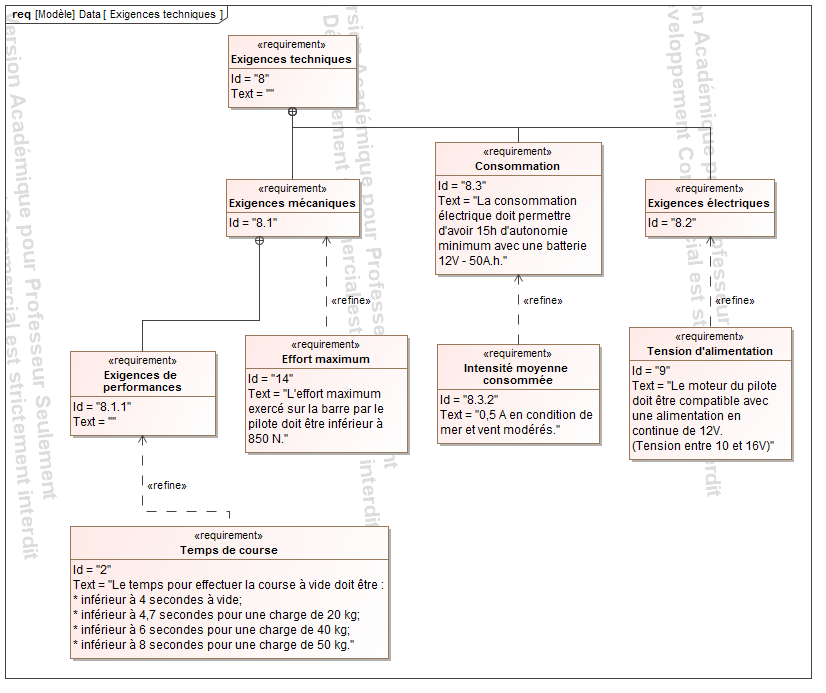 req [Modèle] Data [ Exigences techniques ]
«requirement»
Exigences techniques
Id = "8"
Text = ""
«requirement»
Exigences mécaniques
Id = "8.1"
«requirement»
Consommation
Id = "8.3"
Text = "La consommation
électrique doit permettre
d'avoir 15h d'autonomie
minimum avec une batterie
12V - 50A.h."
«requirement»
Exigences électriques
Id = "8.2"
«refine»
«refine»
«refine»
«requirement»
Exigences de
performances
Id = "8.1.1"
Text = ""
«requirement»
Effort maximum
Id = "14"
Text = "L'effort maximum
exercé sur la barre par le
pilote doit être inférieur à
850 N."
«requirement»
Intensité moyenne
consommée
Id = "8.3.2"
Text = "0,5 A en condition de
mer et vent modérés."
«requirement»
Tension d'alimentation
Id = "9"
Text = "Le moteur du pilote
doit être compatible avec
une alimentation en
continue de 12V.
(Tension entre 10 et 16V)"
«refine»
«requirement»
Temps de course
Id = "2"
Text = "Le temps pour effectuer la course à vide doit être :
* inférieur à 4 secondes à vide;
* inférieur à 4,7 secondes pour une charge de 20 kg;
* inférieur à 6 secondes pour une charge de 40 kg;
* inférieur à 8 secondes pour une charge de 50 kg."